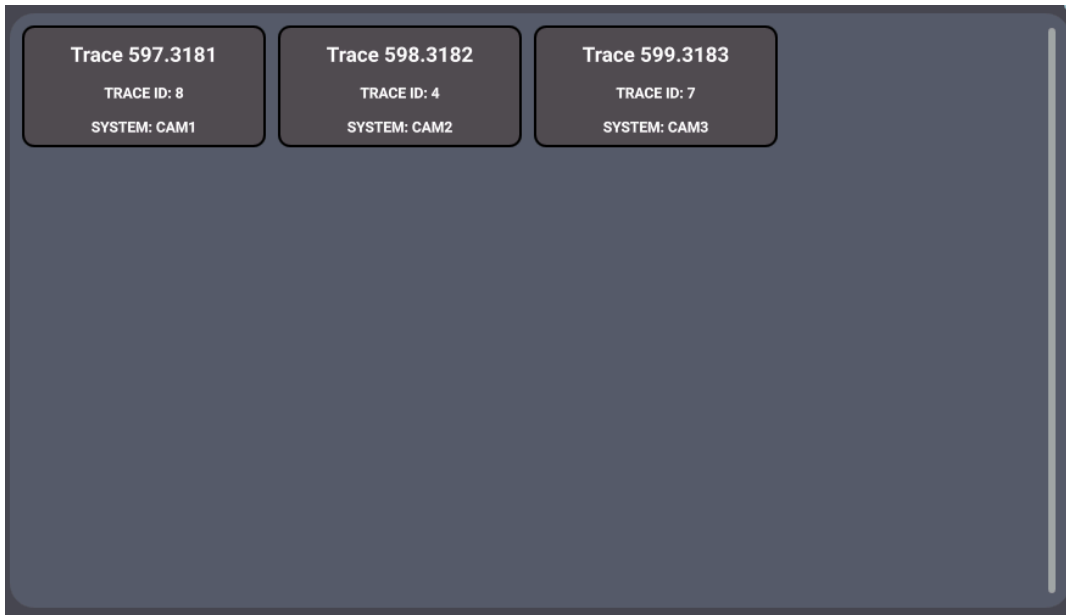 Trace 597.3181
TRACE ID: 8
SYSTEM: CAM1
Trace 598.3182
TRACE ID: 4
SYSTEM: CAM2
Trace 599.3183
TRACE ID: 7
SYSTEM: CAM3